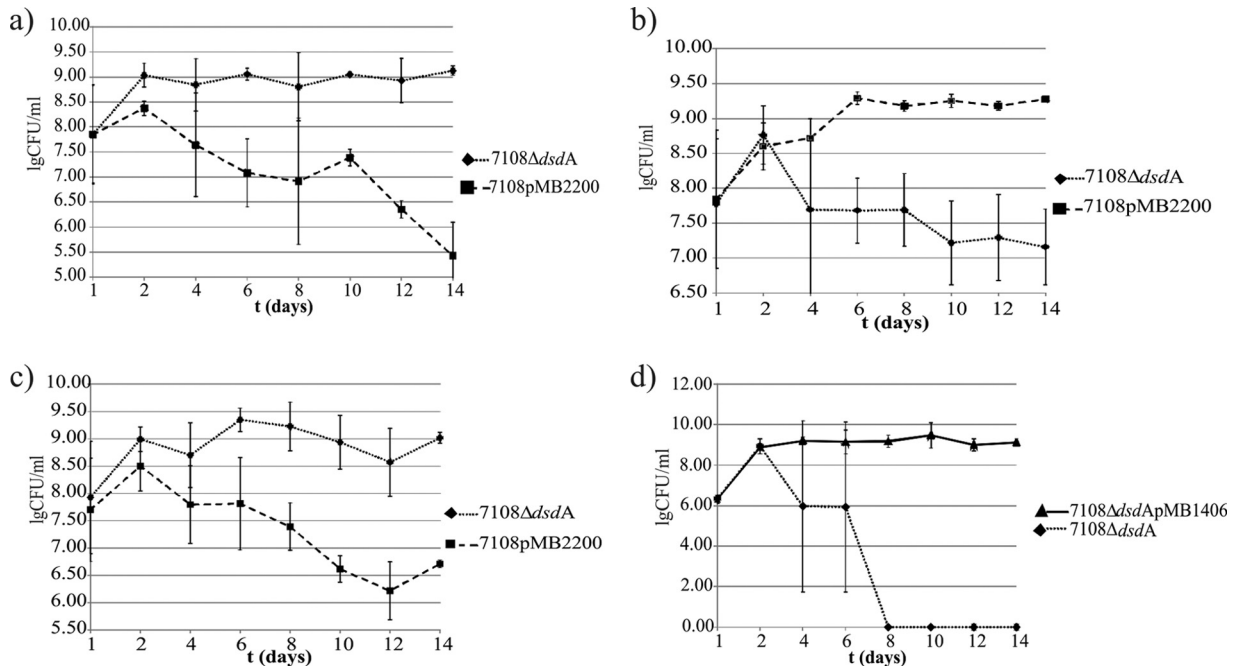 a)
10.00
9.50
9.00
8.50
8.00
7.50
7.00
6.50
6.00
5.50
5.00
lgCFU/ml
1 2 4 6 8 10 12 14
t (days)
7108ΔdsdA
7108pMB2200
b)
10.00
9.50
9.00
8.50
8.00
7.50
7.00
6.50
lgCFU/ml
1 2 4 6 8 10 12 14
t (days)
7108ΔdsdA
7108pMB2200
c)
10.00
9.50
9.00
8.50
8.00
7.50
7.00
6.50
6.00
5.50
lgCFU/ml
1 2 4 6 8 10 12 14
t (days)
7108ΔdsdA
7108pMB2200
d)
12.00
10.00
8.00
6.00
4.00
2.00
0.00
lgCFU/ml
1 2 4 6 8 10 12 14
t (days)
7108ΔdsdApMB1406
7108ΔdsdA